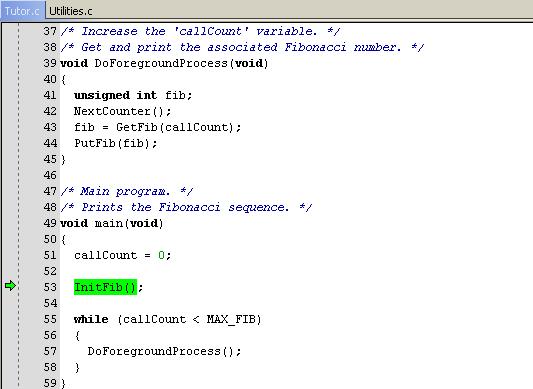 Tutor.c Utilities.c
37 /* Increase the 'callCount' variable. */
38 /* Get and print the associated Fibonacci number. */
39 void DoForegroundProcess(void)
40 {
41   unsigned int fib;
42   NextCounter();
43   fib = GetFib(callCount);
44   PutFib(fib);
45 }
46
47 /* Main program. */
48 /* Prints the Fibonacci sequence. */
49 void main(void)
50 {
51   callCount = 0;
52
53   InitFib();
54
55   while (callCount < MAX_FIB)
56   {
57     DoForegroundProcess();
58   }
59 }